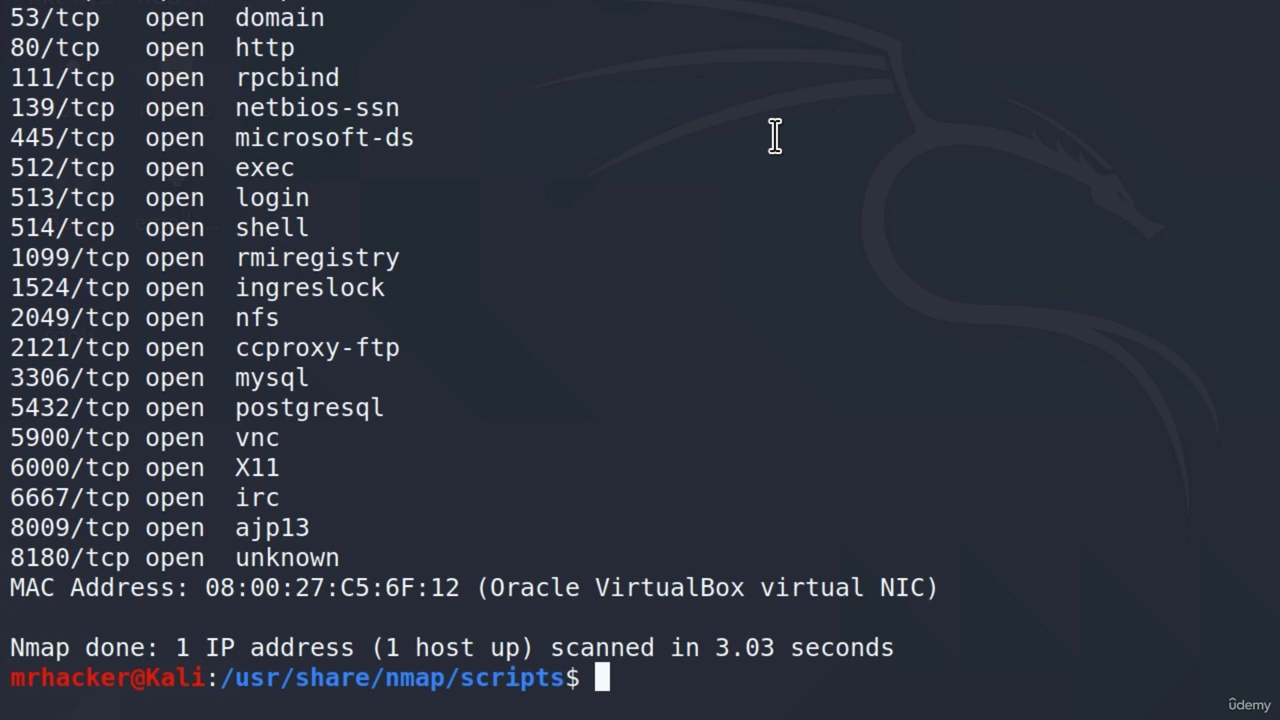 53/tcp   open  domain
80/tcp   open  http
111/tcp  open  rpcbind
139/tcp  open  netbios-ssn
445/tcp  open  microsoft-ds
512/tcp  open  exec
513/tcp  open  login
514/tcp  open  shell
1099/tcp open  rmiregistry
1524/tcp open  ingreslock
2049/tcp open  nfs
2121/tcp open  ccproxy-ftp
3306/tcp open  mysql
5432/tcp open  postgresql
5900/tcp open  vnc
6000/tcp open  X11
6667/tcp open  irc
8009/tcp open  ajp13
8180/tcp open  unknown
MAC Address: 08:00:27:C5:6F:12 (Oracle VirtualBox virtual NIC)
Nmap done: 1 IP address (1 host up) scanned in 3.03 seconds
mrhacker@Kali:/usr/share/nmap/scripts$
ûdemy